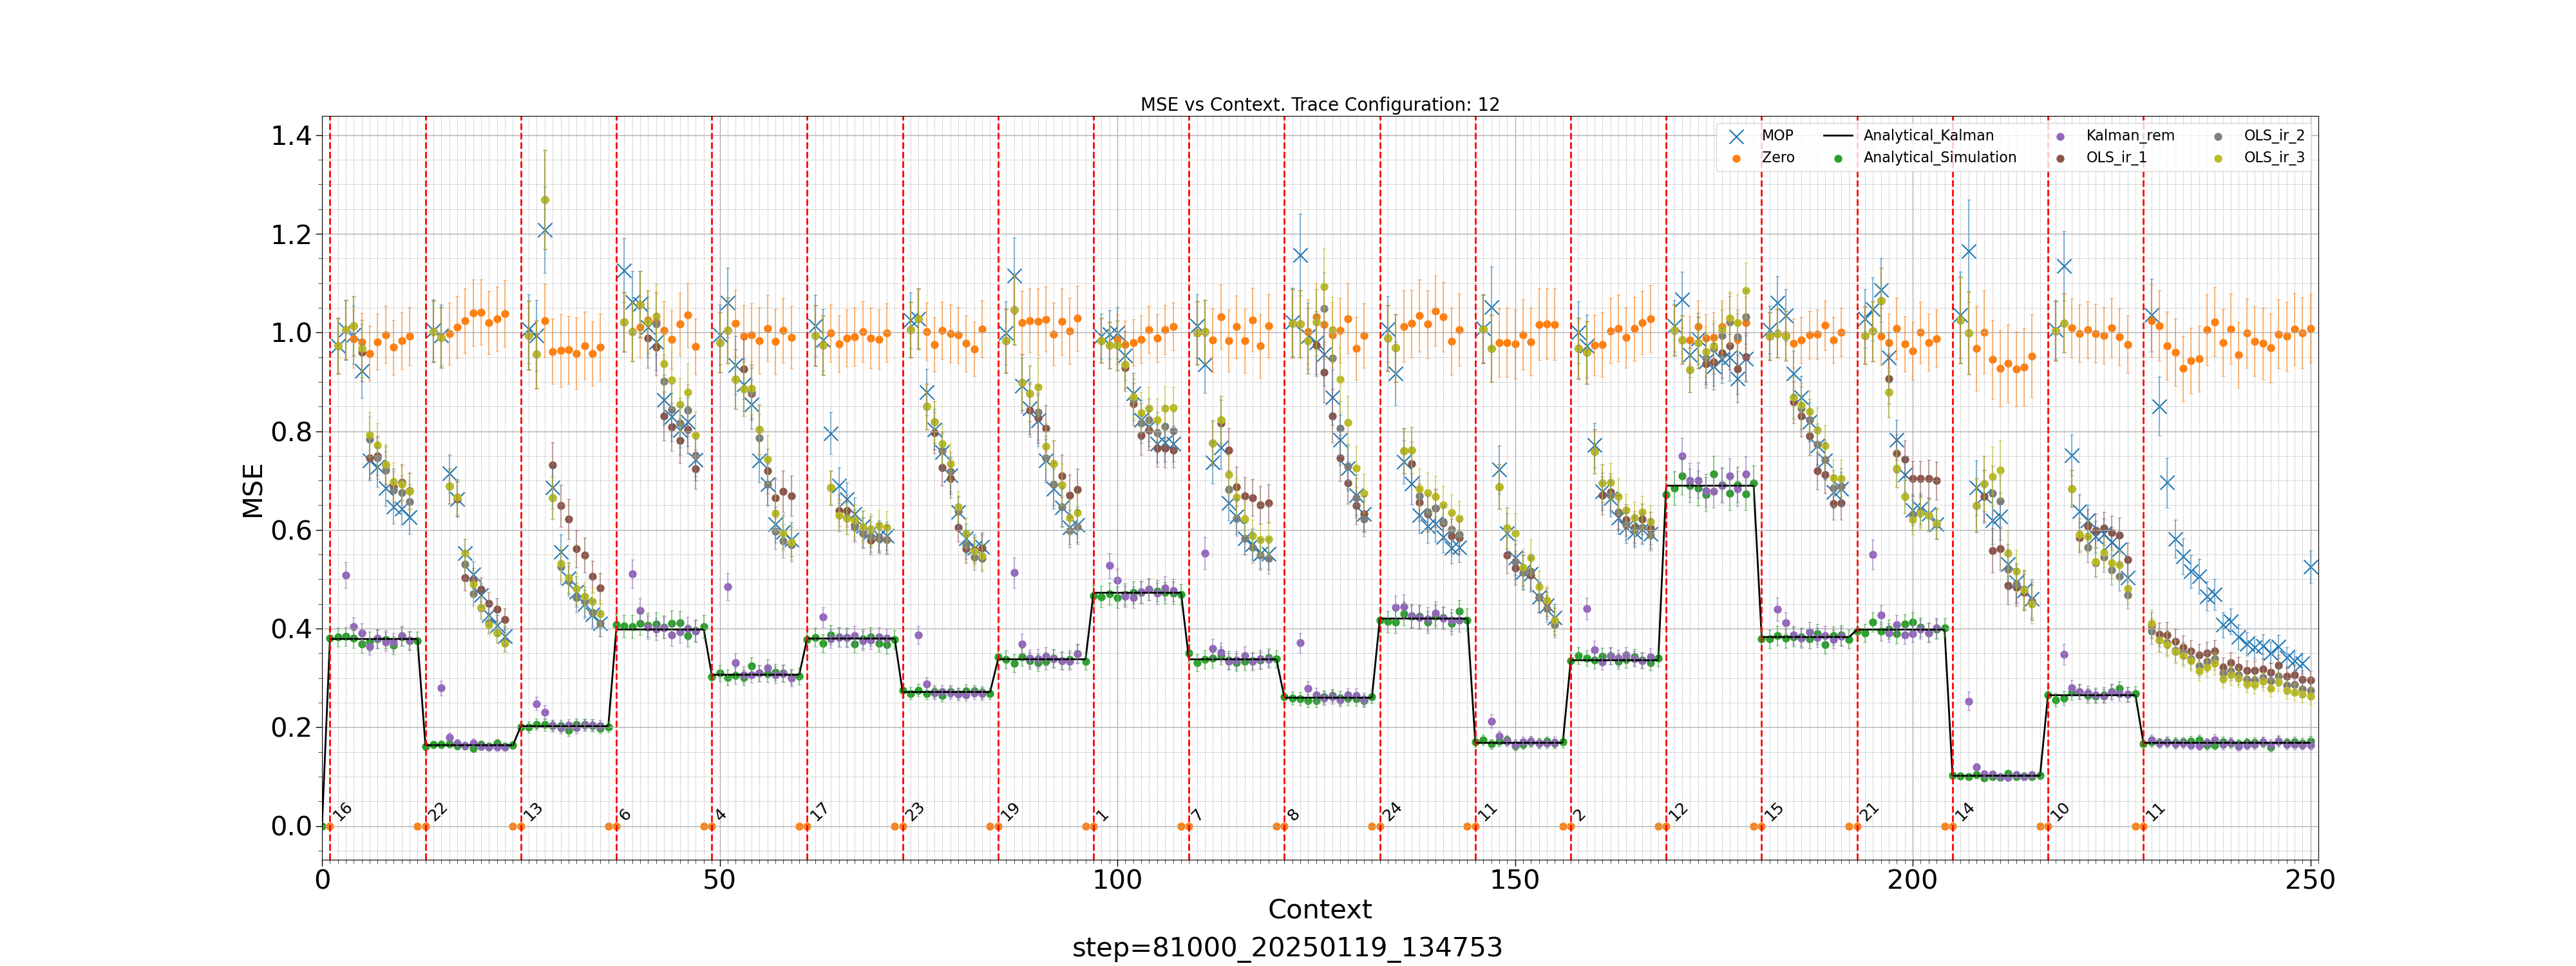 MSE vs Context. Trace Configuration: 12
MOP
Zero
Analytical_Kalman
Analytical_Simulation
Kalman_rem
OLS_ir_1
OLS_ir_2
OLS_ir_3
MSE
1.4
1.2
1.0
0.8
0.6
0.4
0.2
0.0
16 22 13 6 4 17 23 19 1 7 8 24 11 2 12 15 21 14 10 11
0 50 100 150 200 250
Context
step=81000_20250119_134753